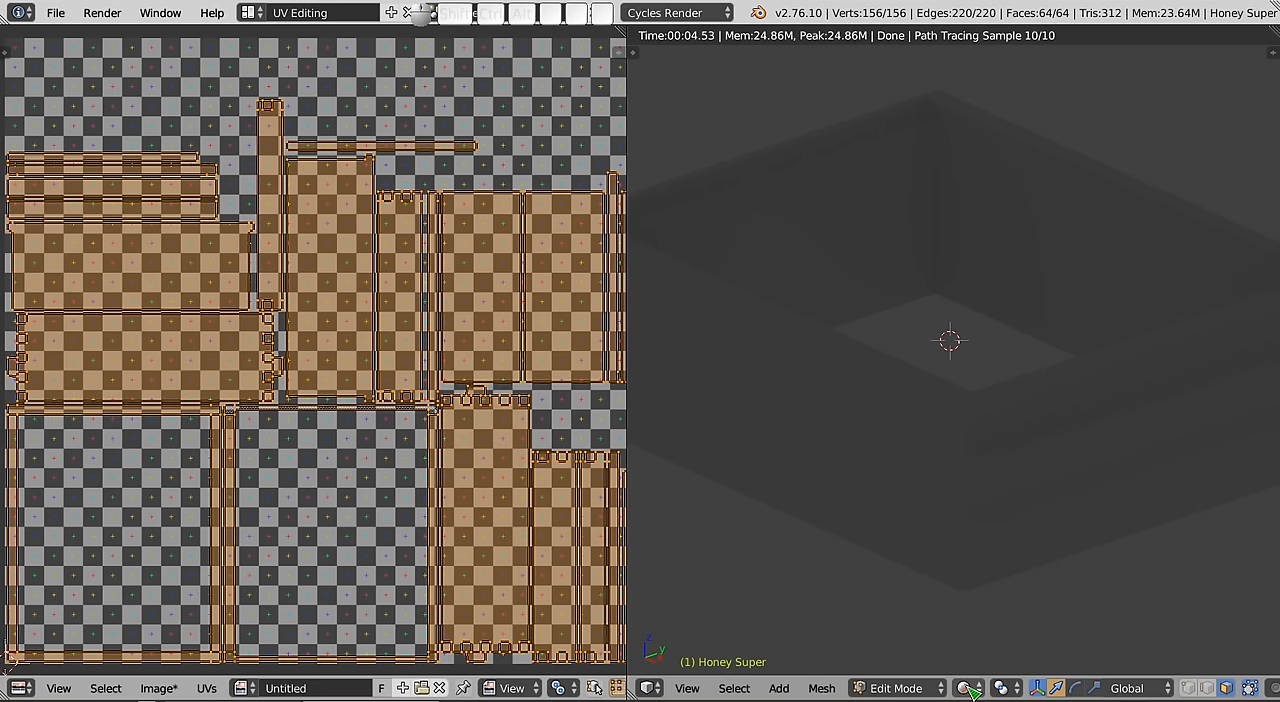 File Render Window Help UV Editing Shift Ctrl Alt Cycles Render v2.76.10 | Verts:156/156 | Edges:220/220 | Faces:64/64 | Tris:312 | Mem:23.64M | Honey Super
Time:00:04.53 | Mem:24.86M, Peak:24.86M | Done | Path Tracing Sample 10/10
z
y
(1) Honey Super
View Select Image* UVs Untitled F View View Select Add Mesh Edit Mode Global